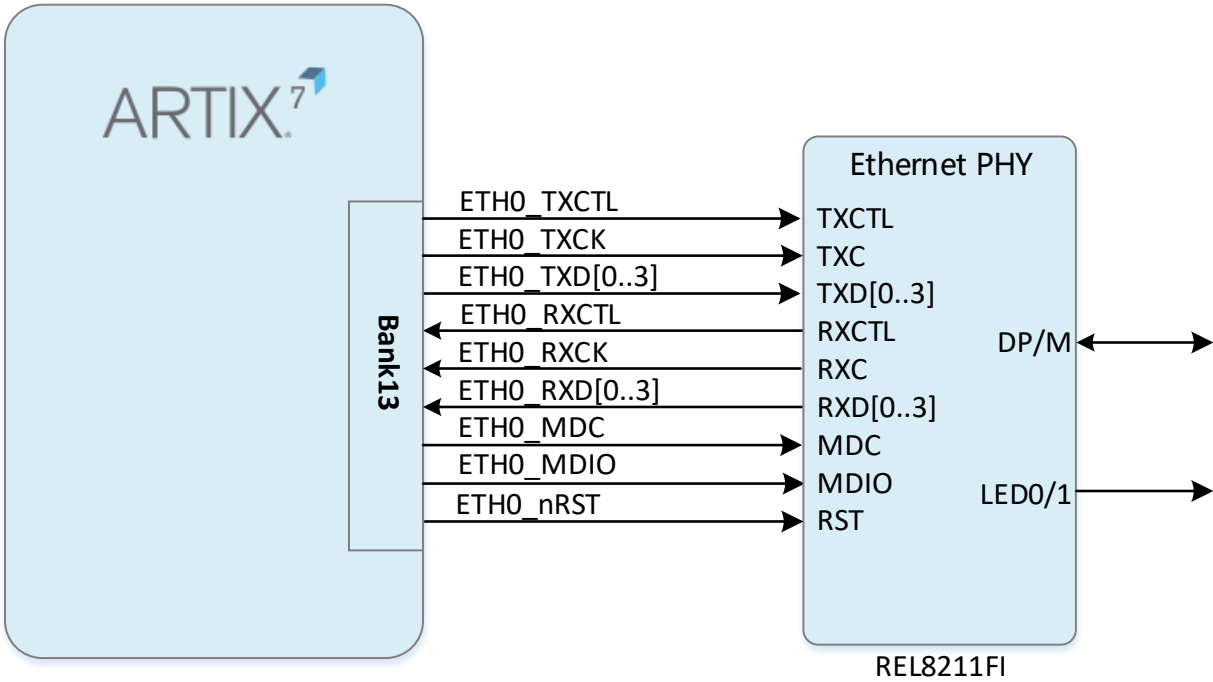 ARTIX.7
Bank13
ETH0_TXCTL
ETH0_TXCK
ETH0_TXD[0..3]
ETH0_RXCTL
ETH0_RXCK
ETH0_RXD[0..3]
ETH0_MDC
ETH0_MDIO
ETH0_nRST
Ethernet PHY
TXCTL
TXC
TXD[0..3]
RXCTL
RXC
RXD[0..3]
MDC
MDIO
RST
DP/M
LED0/1
REL8211FI